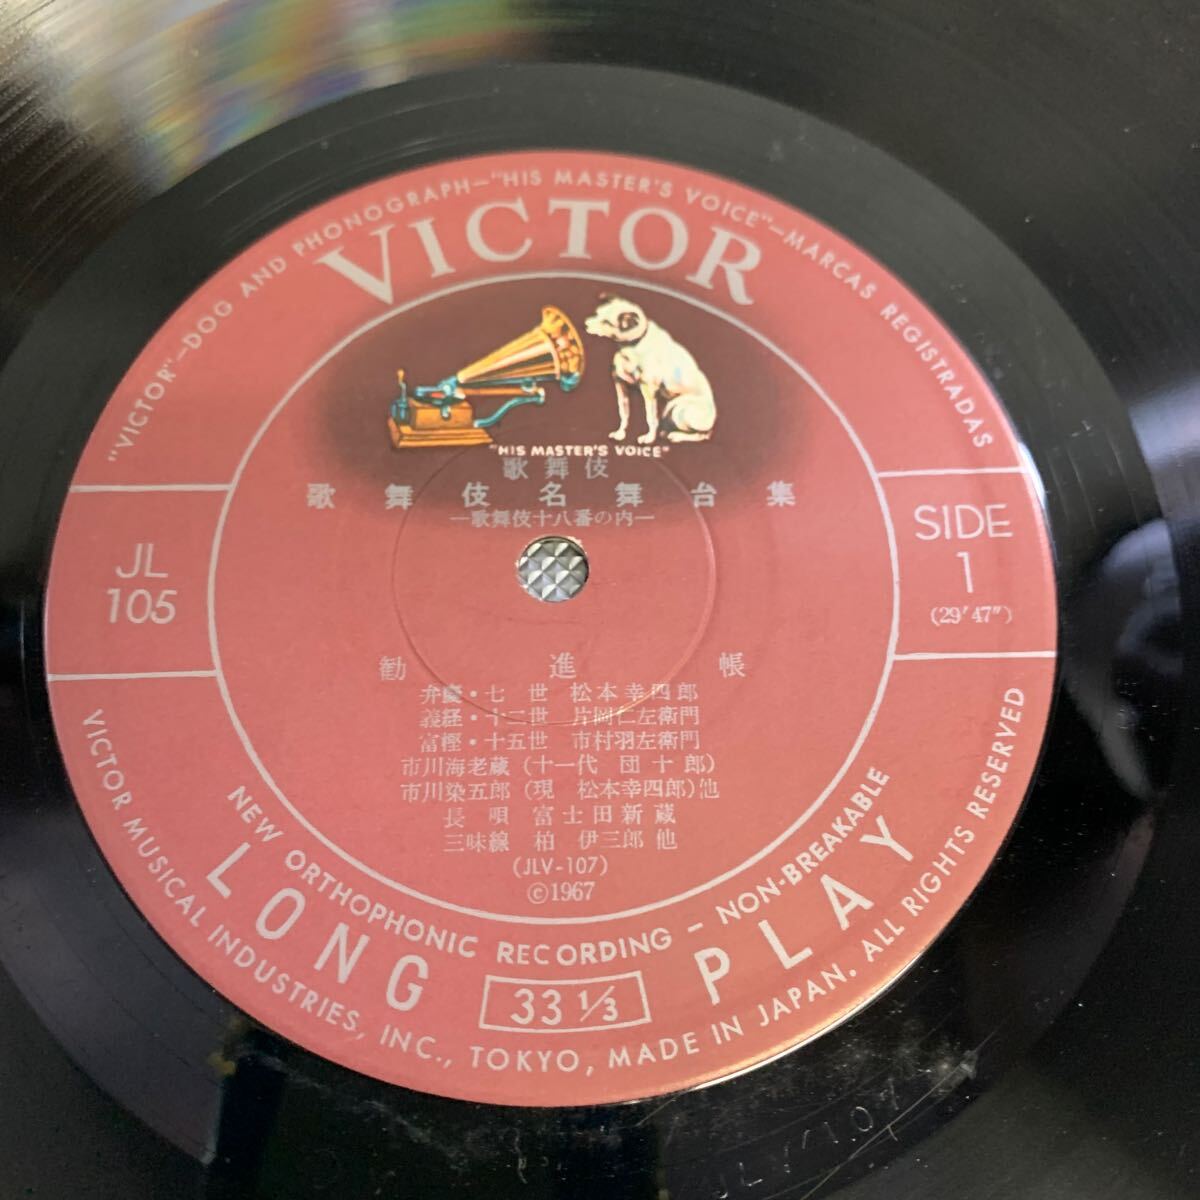 "VICTOR"—DOG AND PHONOGRAPH—"HIS MASTER'S VOICE"—MARCAS REGISTRADAS
VICTOR
"HIS MASTER'S VOICE"
歌舞伎
歌舞伎名舞台集
—歌舞伎十八番の内—
JL
105
SIDE
1
(29′47″)
勧進帳
弁慶・七世 松本幸四郎
義経・十二世 片岡仁左衛門
富樫・十五世 市村羽左衛門
市川海老蔵(十一代 団十郎)
市川染五郎(現 松本幸四郎)他
長唄 富士田新蔵
三味線 柏 伊三郎 他
(JLV-107)
©1967
NEW ORTHOPHONIC RECORDING – NON-BREAKABLE
LONG 33 1/3 PLAY
VICTOR MUSICAL INDUSTRIES, INC., TOKYO, MADE IN JAPAN. ALL RIGHTS RESERVED